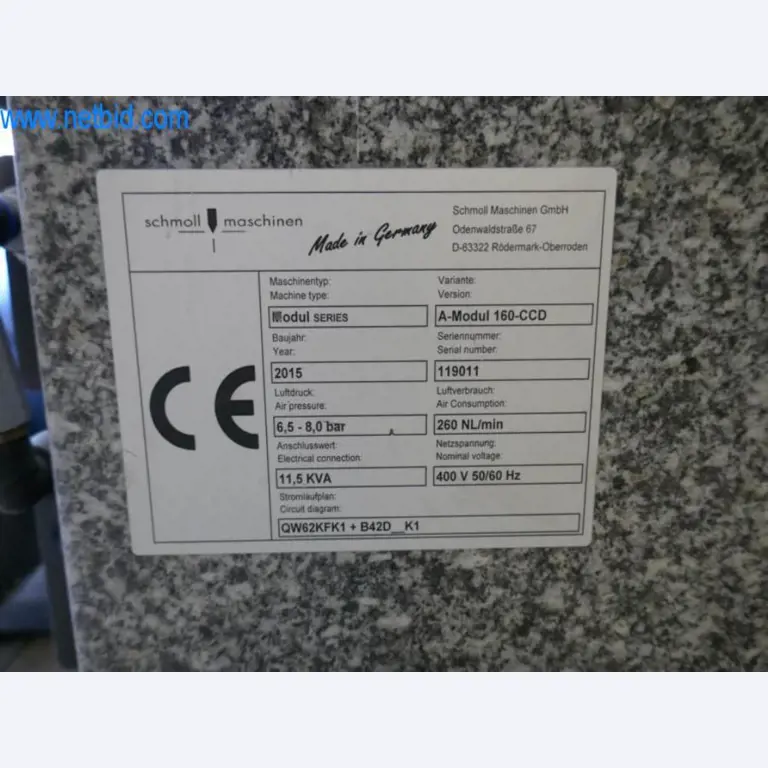 www.netbid.com
schmoll maschinen
Made in Germany
Schmoll Maschinen GmbH
Odenwaldstraße 67
D-63322 Rödermark-Oberroden
Maschinentyp:
Machine type:
Modul SERIES
Variante:
Version:
A-Modul 160-CCD
Baujahr:
Year:
2015
Seriennummer:
Serial number:
119011
Luftdruck:
Air pressure:
6,5 - 8,0 bar
Luftverbrauch:
Air Consumption:
260 NL/min
Anschlusswert:
Electrical connection:
11,5 KVA
Netzspannung:
Nominal voltage:
400 V 50/60 Hz
Stromlaufplan:
Circuit diagram:
QW62KFK1 + B42D__K1
CE